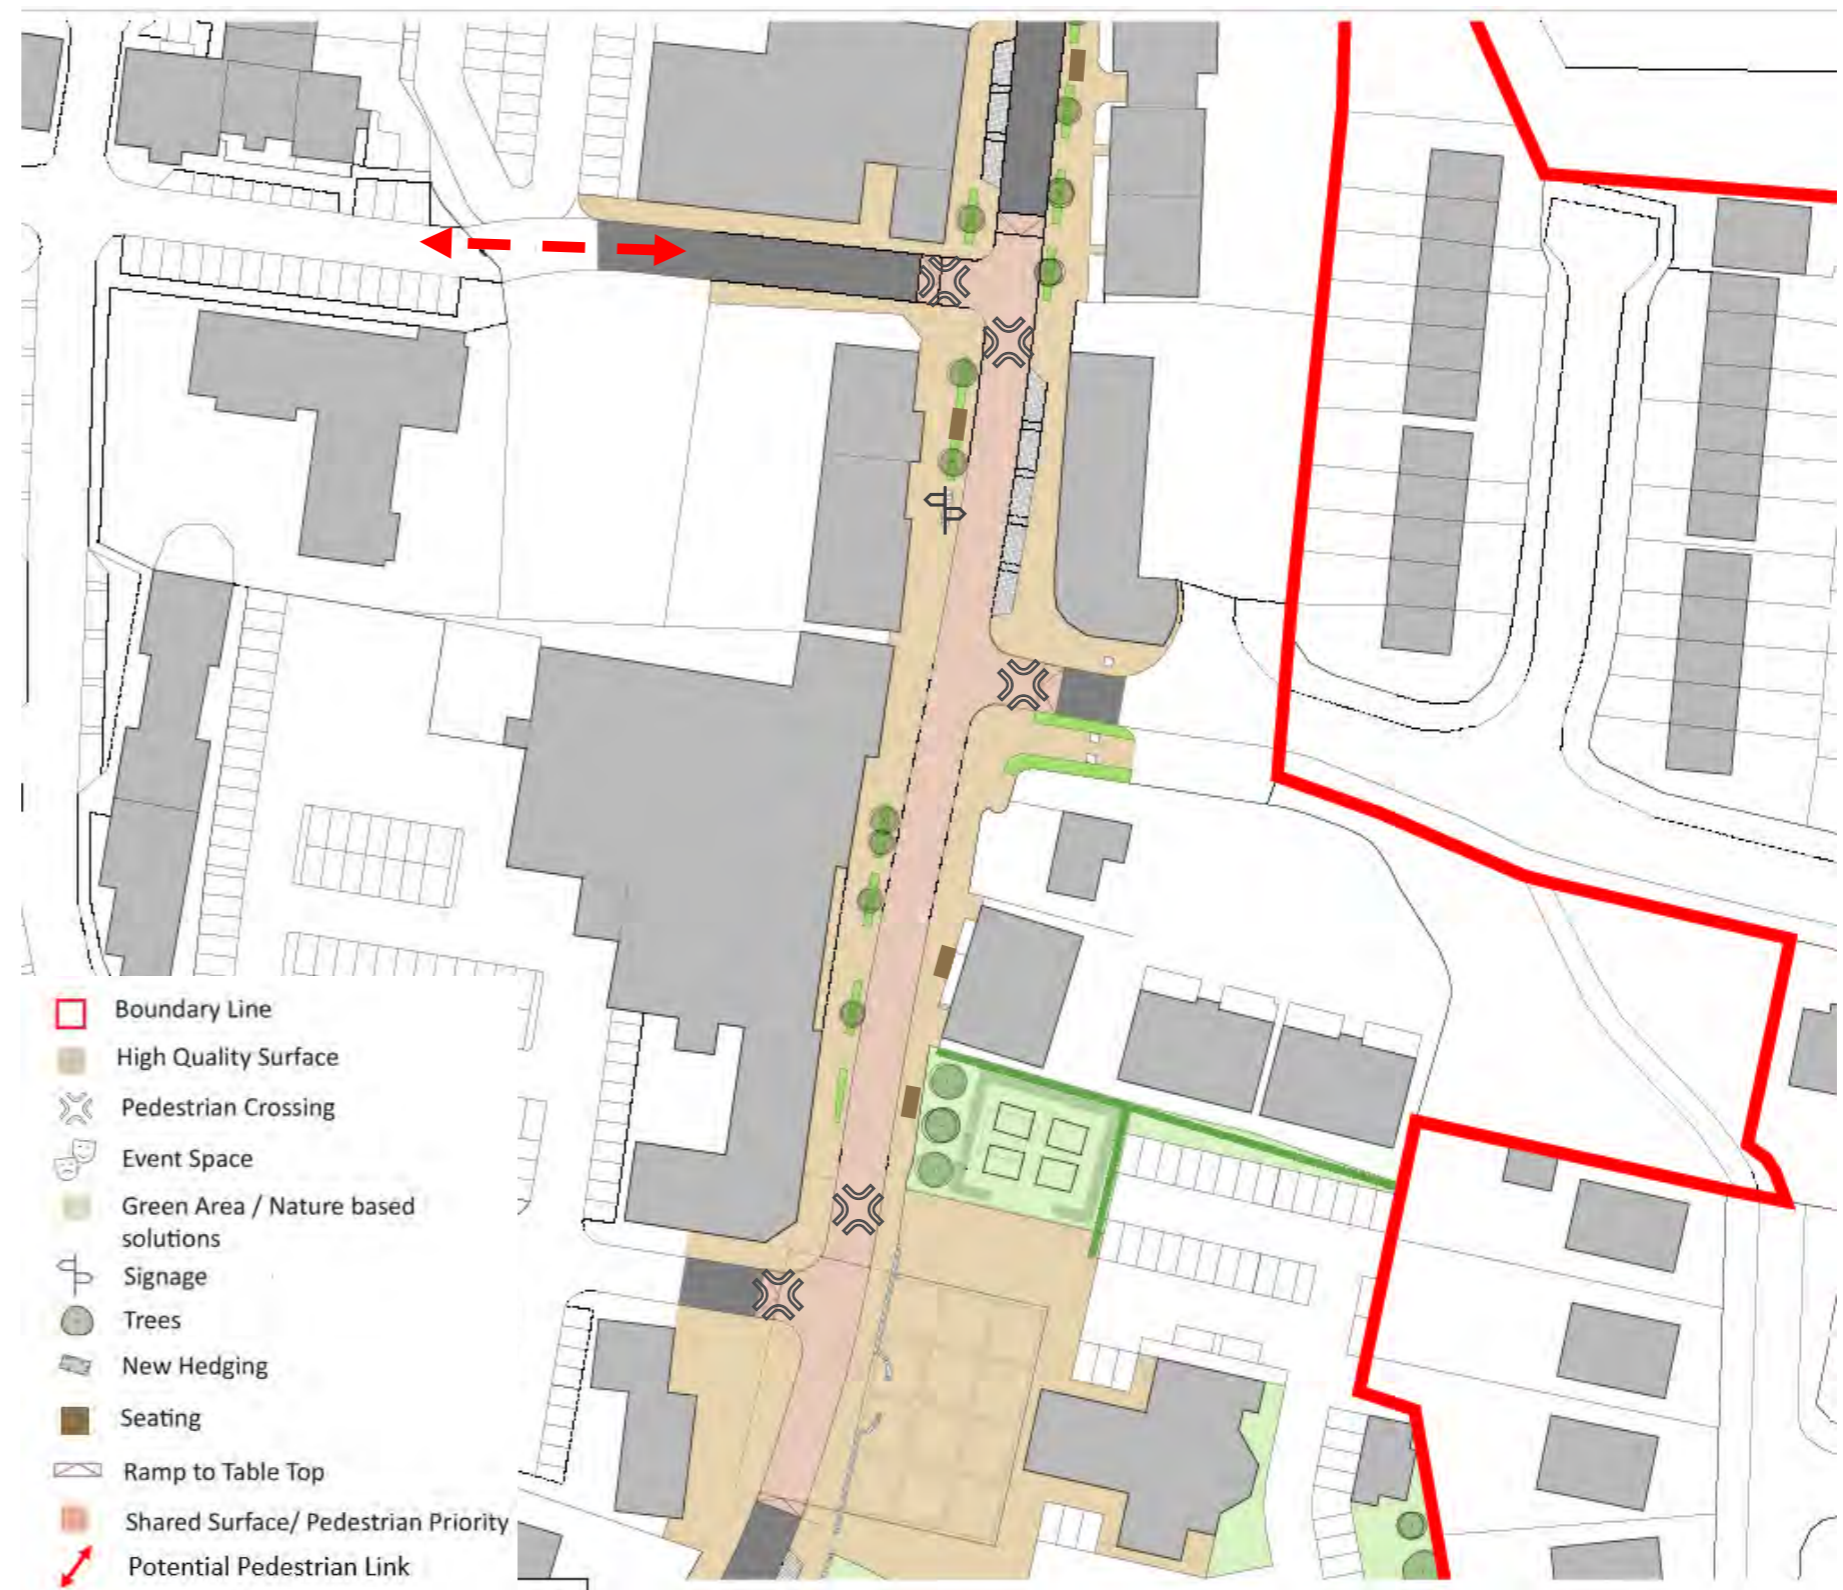 Boundary Line
High Quality Surface
Pedestrian Crossing
Event Space
Green Area / Nature based
solutions
Signage
Trees
New Hedging
Seating
Ramp to Table Top
Shared Surface/ Pedestrian Priority
Potential Pedestrian Link